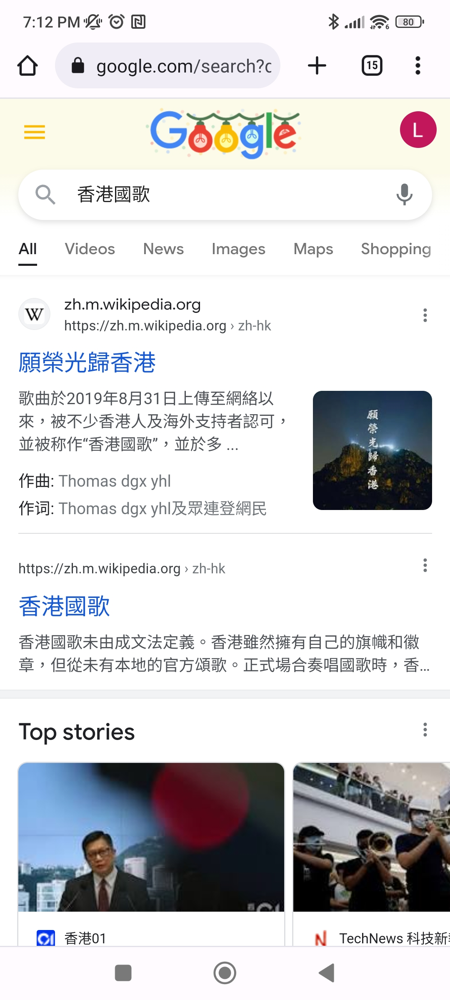 7:12 PM
80
google.com/search?c
15
Google
L
香港國歌
All Videos News Images Maps Shopping
W
zh.m.wikipedia.org
https://zh.m.wikipedia.org › zh-hk
願榮光歸香港
歌曲於2019年8月31日上傳至網絡以
來，被不少香港人及海外支持者認可，
並被称作“香港國歌”，並於多 ...
願榮光歸香港
作曲: Thomas dgx yhl
作词: Thomas dgx yhl及眾連登網民
https://zh.m.wikipedia.org › zh-hk
香港國歌
香港國歌未由成文法定義。香港雖然擁有自己的旗幟和徽
章，但從未有本地的官方頌歌。正式場合奏唱國歌時，香...
Top stories
香港01
TechNews 科技新